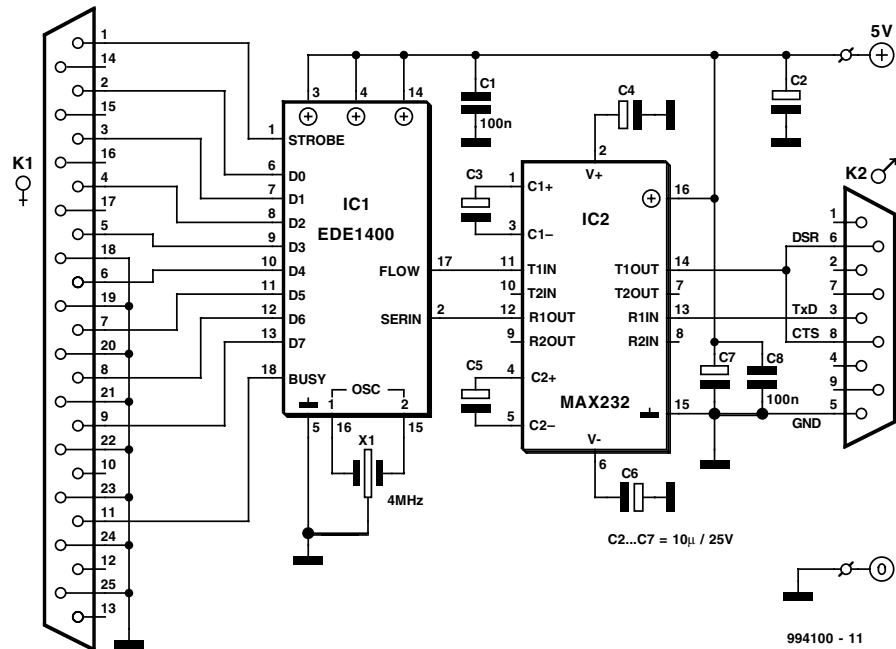 K1
1
14
2
15
3
16
4
17
5
18
6
19
7
20
8
21
9
22
10
23
11
24
12
25
13
3
4
14
1
STROBE
6
D0
7
D1
8
D2
9
D3
10
D4
11
D5
12
D6
13
D7
18
BUSY
IC1
EDE1400
FLOW
17
SERIN
2
OSC
1
2
5
16
15
X1
4MHz
C1
100n
C4
C2
5V
C3
C5
2
V+
1
C1+
3
C1–
IC2
16
11
T1IN
T1OUT
14
10
T2IN
T2OUT
7
12
R1OUT
R1IN
13
9
R2OUT
R2IN
8
4
C2+
5
C2–
MAX232
15
V-
6
C6
C7
C8
100n
C2...C7 = 10µ / 25V
K2
1
DSR
6
2
7
TxD
3
CTS
8
4
9
GND
5
0
994100 - 11